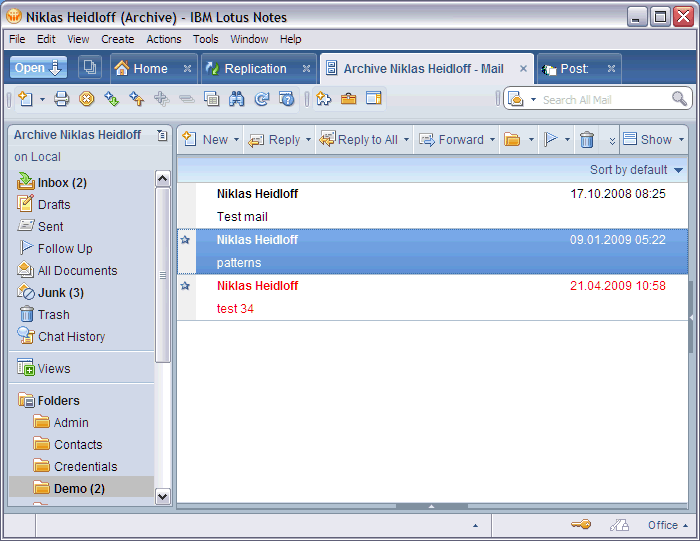 Niklas Heidloff (Archive) - IBM Lotus Notes
File Edit View Create Actions Tools Window Help
Open Home Replication Archive Niklas Heidloff - Mail Post:
Search All Mail
Archive Niklas Heidloff
on Local
Inbox (2)
Drafts
Sent
Follow Up
All Documents
Junk (3)
Trash
Chat History
Views
Folders
Admin
Contacts
Credentials
Demo (2)
New Reply Reply to All Forward Show
Sort by default
Niklas Heidloff 17.10.2008 08:25
Test mail
Niklas Heidloff 09.01.2009 05:22
patterns
Niklas Heidloff 21.04.2009 10:58
test 34
Office